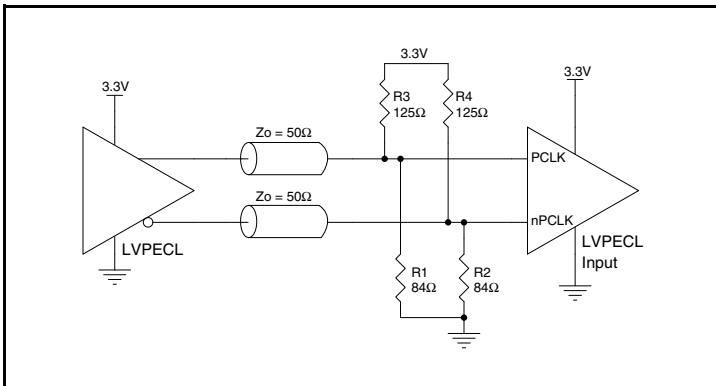 3.3V
3.3V
3.3V
R3
125Ω
R4
125Ω
Zo = 50Ω
PCLK
Zo = 50Ω
nPCLK
LVPECL
LVPECL
Input
R1
84Ω
R2
84Ω